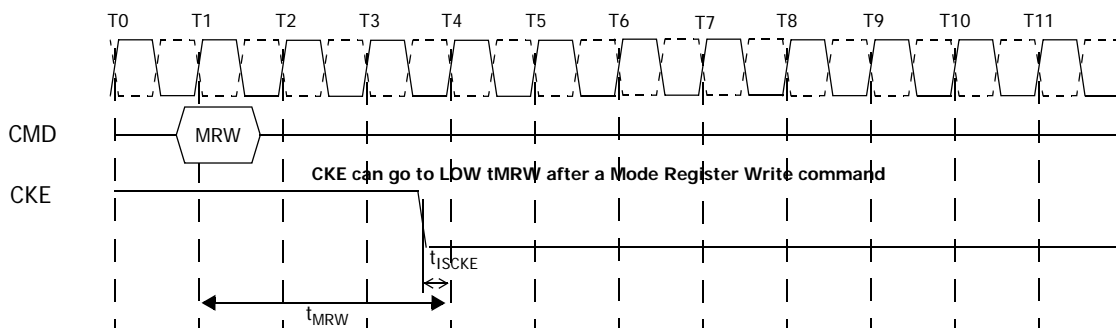 T0 T1 T2 T3 T4 T5 T6 T7 T8 T9 T10 T11
CMD
MRW
CKE can go to LOW tMRW after a Mode Register Write command
CKE
tISCKE
tMRW